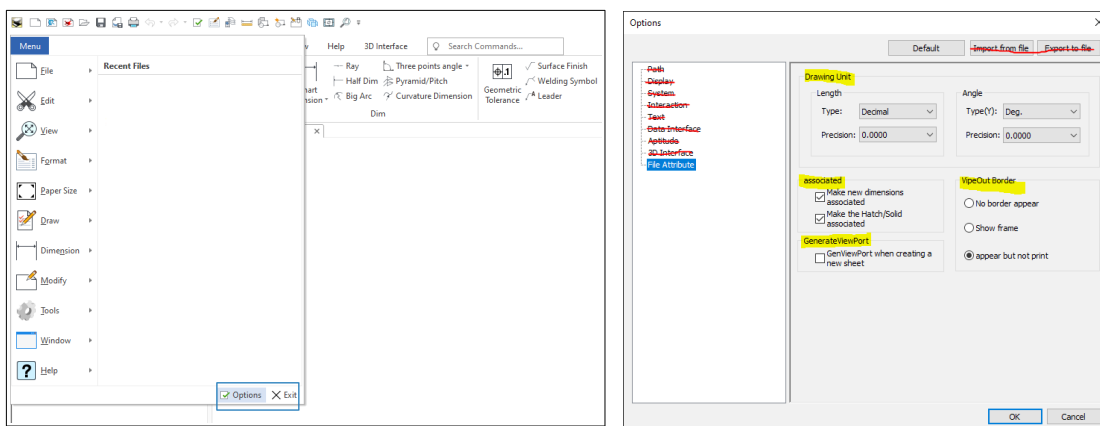 Menu
Help 3D Interface Search Commands...
Recent Files
File
Edit
View
Format
Paper Size
Draw
Dimension
Modify
Tools
Window
Help
Options Exit
Ray
Half Dim
Big Arc
Three points angle
Pyramid/Pitch
Curvature Dimension
Dim
.1
Geometric
Tolerance
Surface Finish
Welding Symbol
Leader
Options
Default Import from file Export to file
Path
Display
System
Interaction
Text
Data Interface
Aptitude
3D Interface
File Attribute
Drawing Unit
Length
Type: Decimal
Precision: 0.0000
Angle
Type(Y): Deg.
Precision: 0.0000
associated
Make new dimensions
associated
Make the Hatch/Solid
associated
GenerateViewPort
GenViewPort when creating a
new sheet
VipeOut Border
No border appear
Show frame
appear but not print
OK Cancel